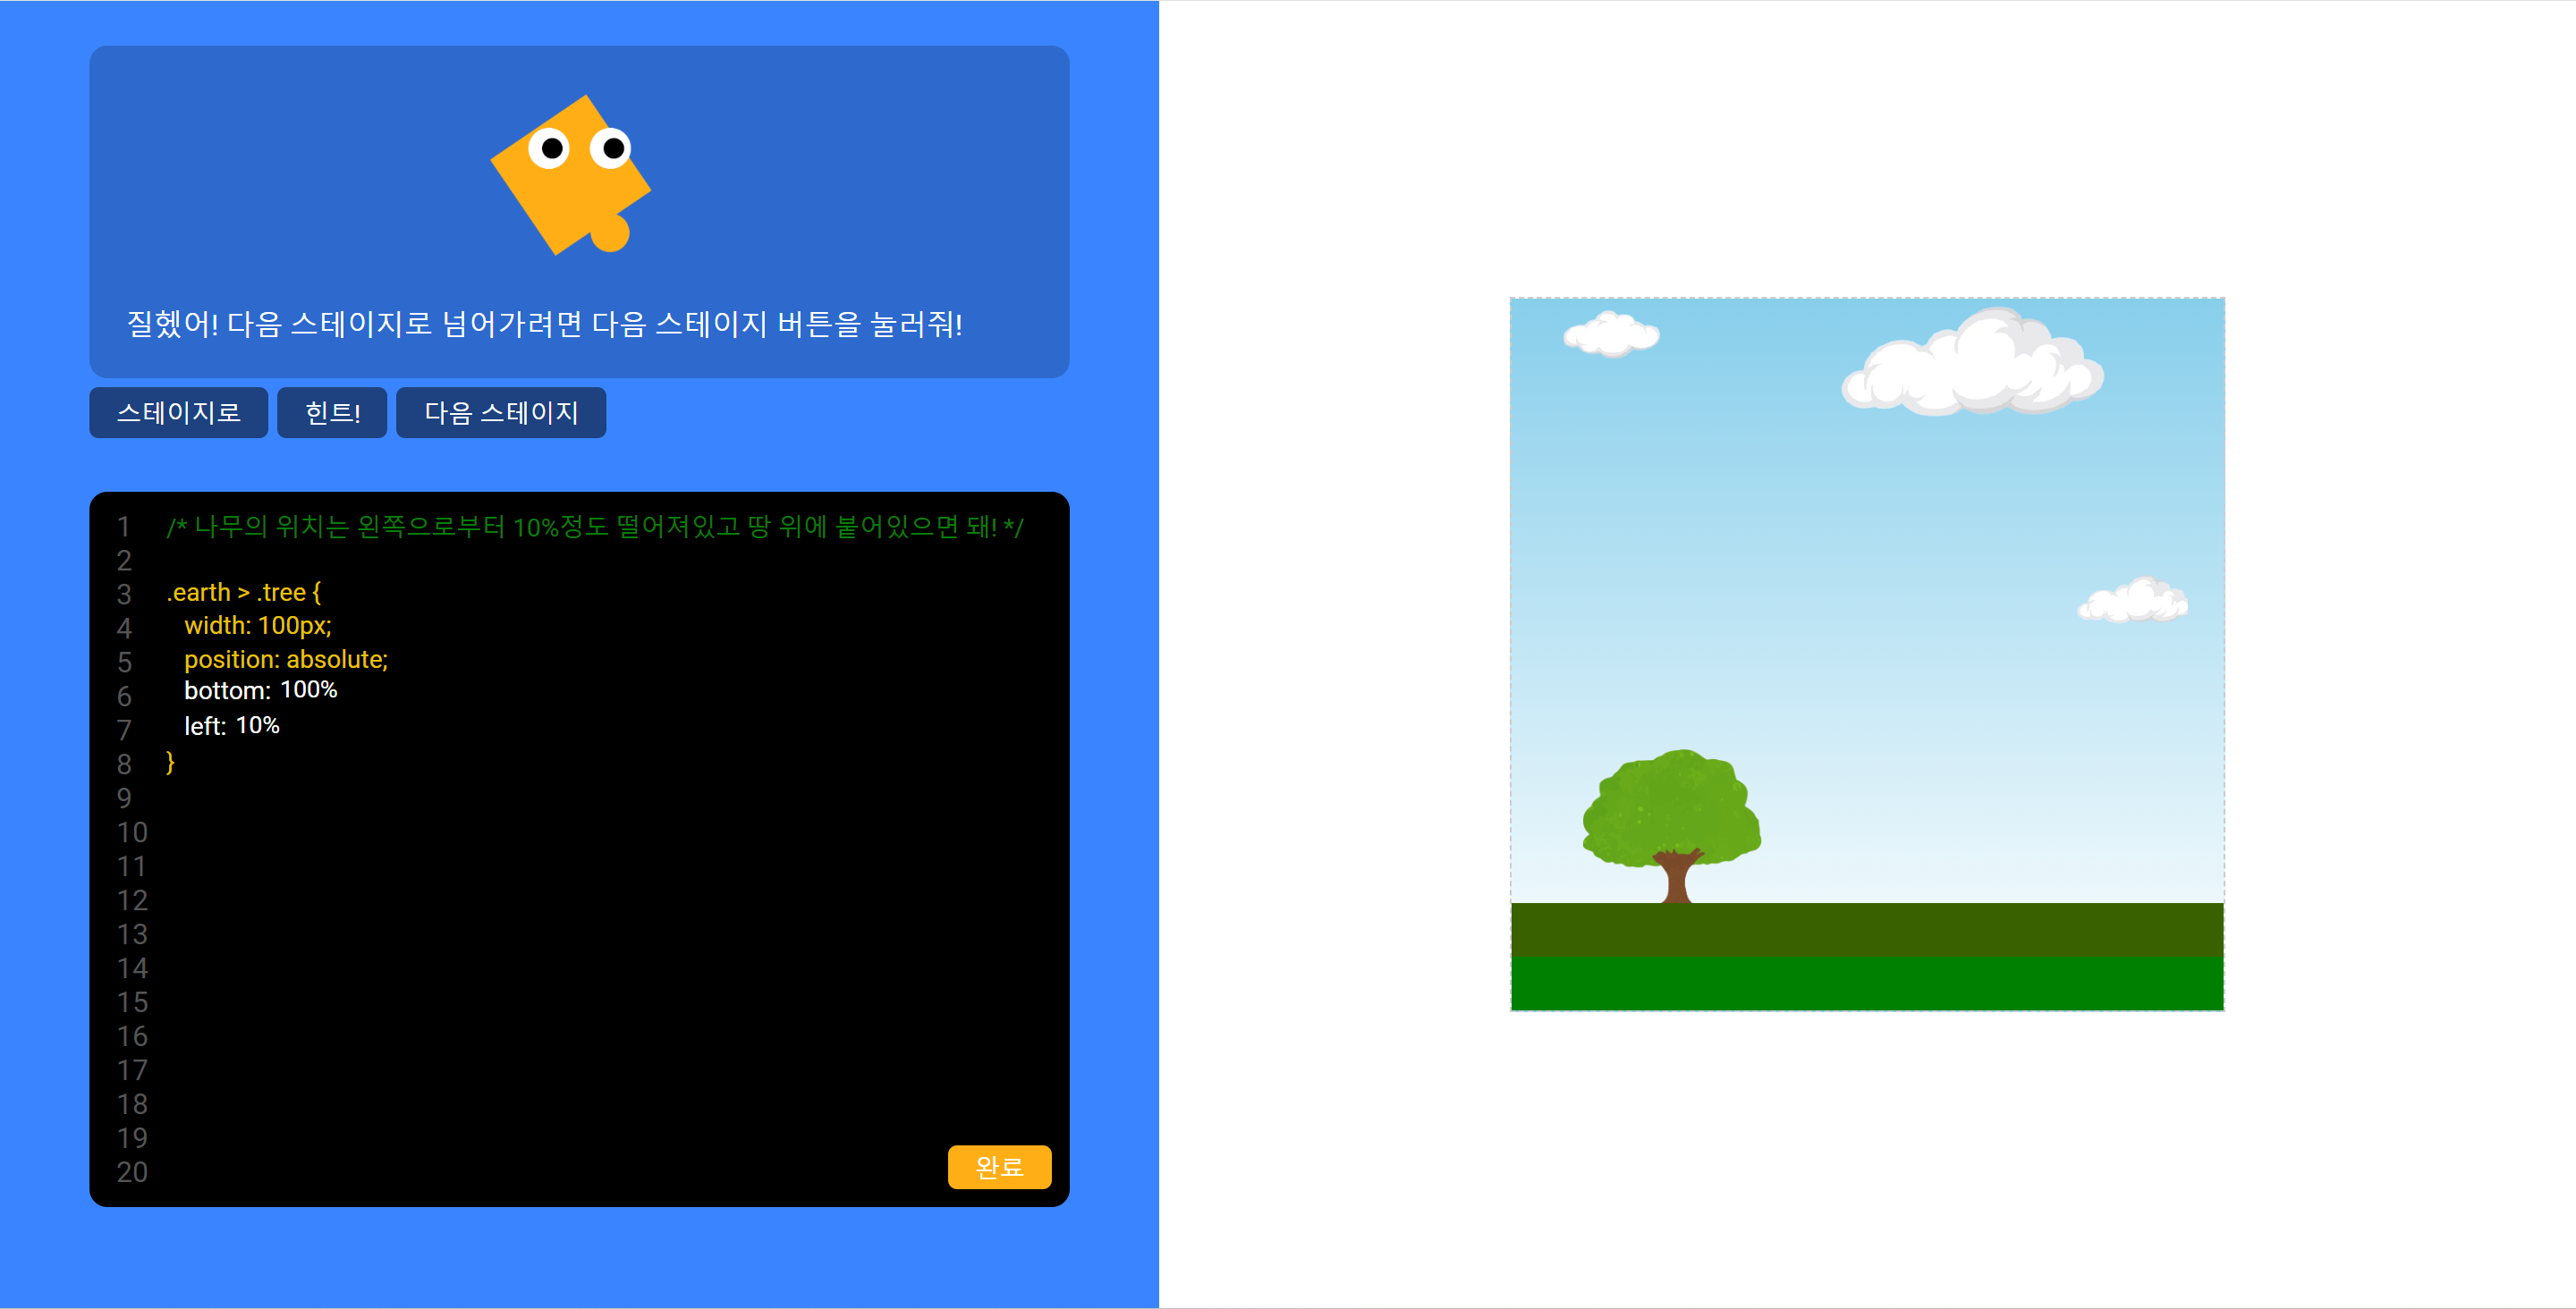 질헀어! 다음 스테이지로 넘어가려면 다음 스테이지 버튼을 눌러줘!
스테이지로 힌트! 다음 스테이지
1 /* 나무의 위치는 왼쪽으로부터 10%정도 떨어져있고 땅 위에 붙어있으면 돼! */
2
3 .earth > .tree {
4 width: 100px;
5 position: absolute;
6 bottom: 100%
7 left: 10%
8 }
9
10
11
12
13
14
15
16
17
18
19
20
완료